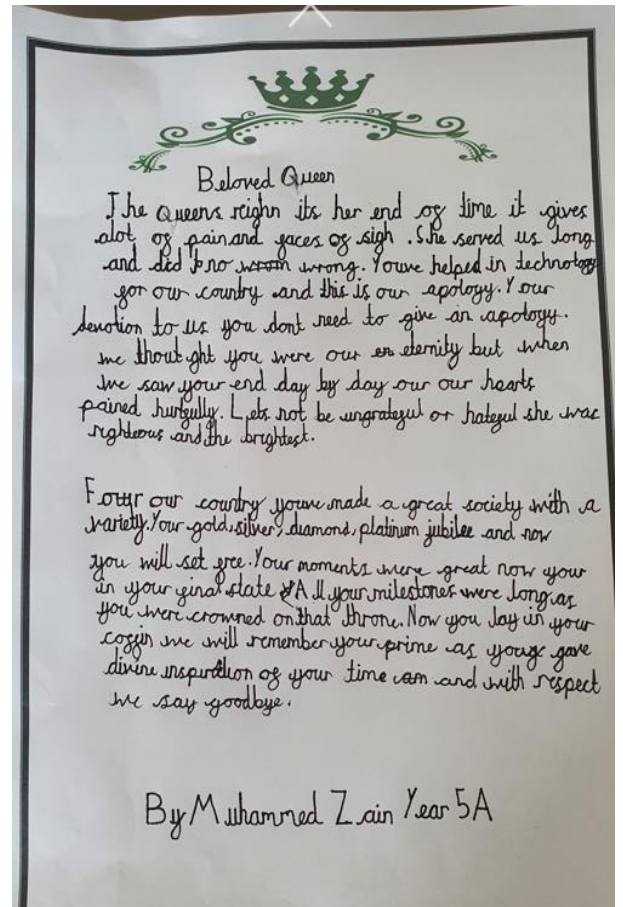 Beloved Queen
The Queens reighn its her end of time it gives
alot of pain and faces of sigh. She served us long
and did no wrong. Youve helped in technology
for our country and this is our apology. Your
devotion to us you dont need to give an apology.
we thoutght you were our eternity but when
we saw your end day by day our our hearts
pained hurtfully. Lets not be ungrateful or hateful she was
righteous and the brightest.
our country youve made a great society with a
variety. Your gold, silver, diamond, platinum jubilee and now
you will set free. Your moments were great now your
in your final state All your milestones were long as
you were crowned on that throne. Now you lay in your
coffin we will remember your prime as youve gave
divine inspiration of your time and with respect
we say goodbye.
By Muhammed Zain Year 5A